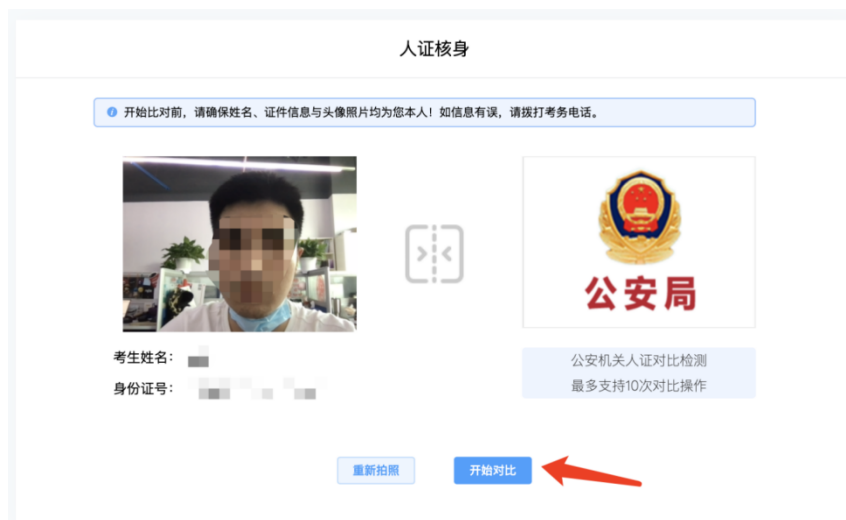 人证核身
开始比对前，请确保姓名、证件信息与头像照片均为您本人！如信息有误，请拨打考务电话。
公安局
考生姓名：
身份证号：
公安机关人证对比检测
最多支持10次对比操作
重新拍照
开始对比